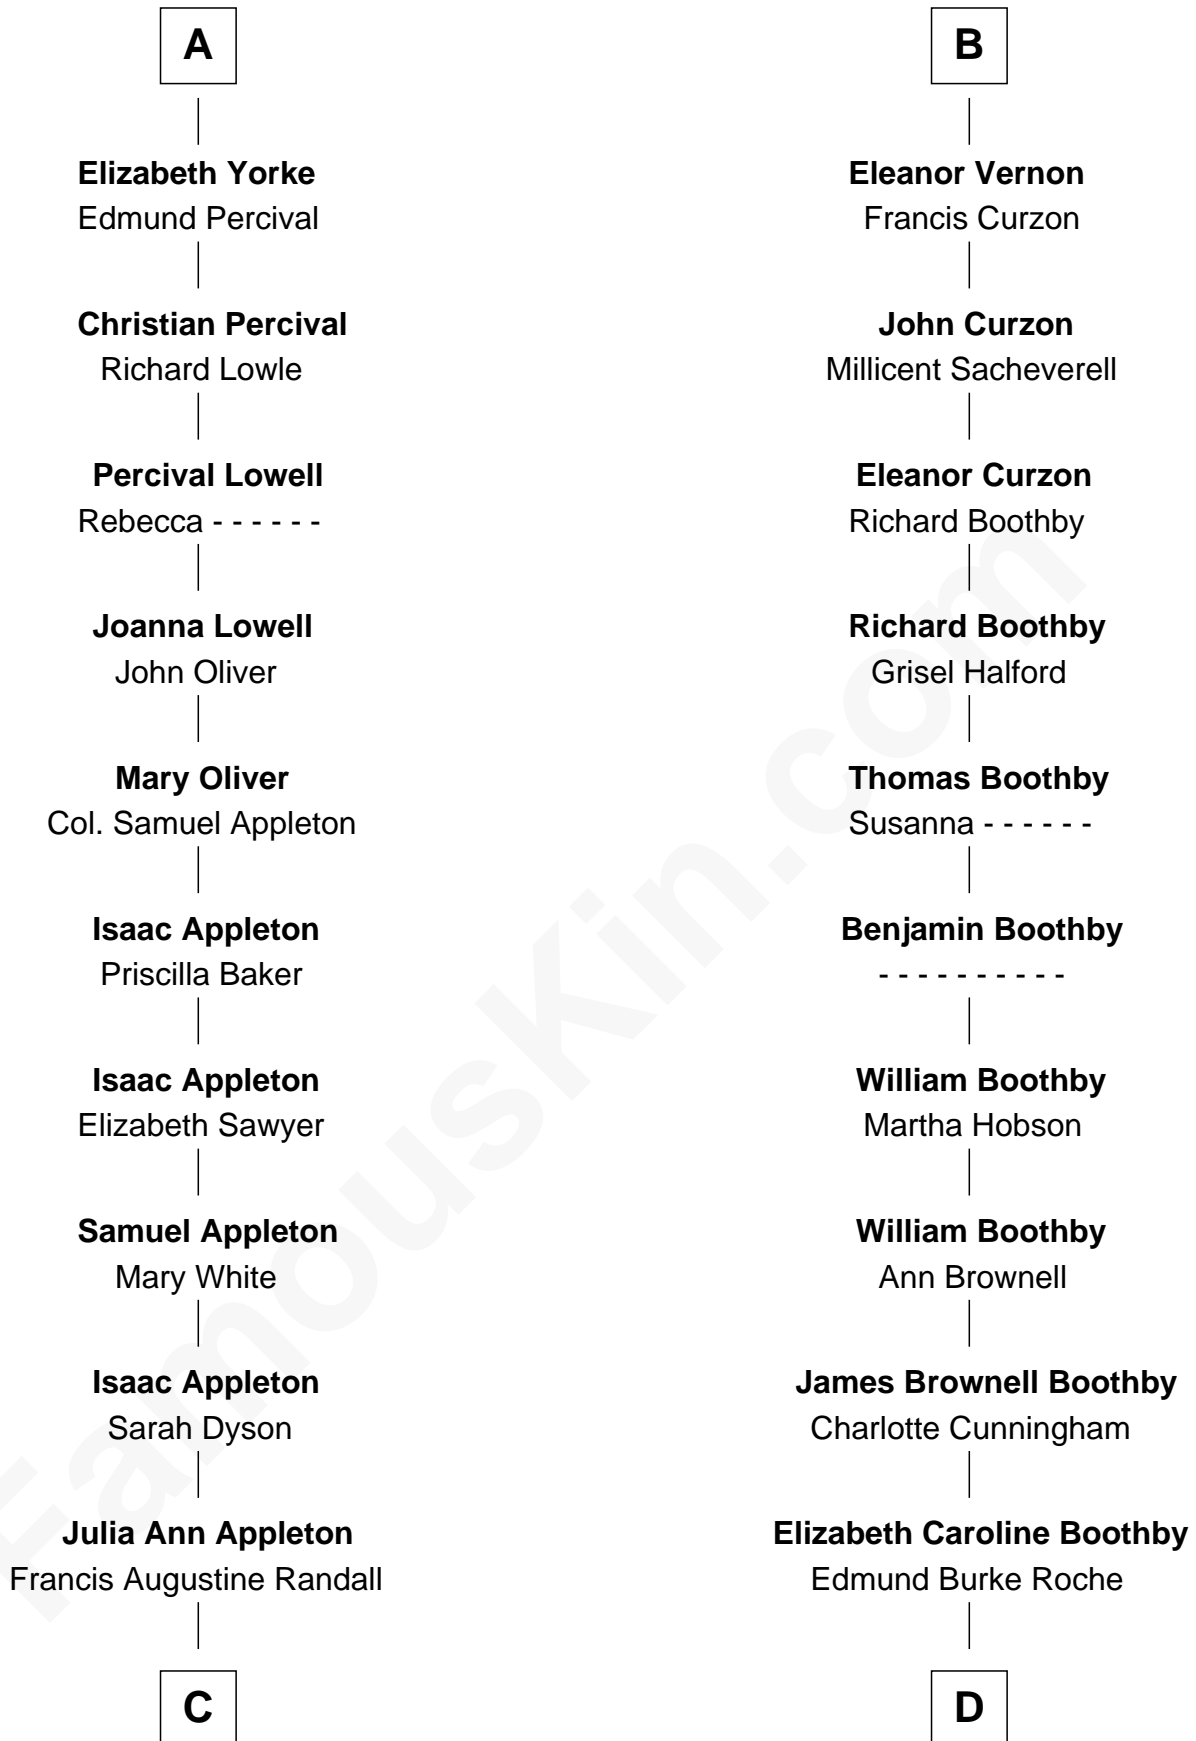 A
Elizabeth Yorke
Edmund Percival
Christian Percival
Richard Lowle
Percival Lowell
Rebecca - - - - - -
Joanna Lowell
John Oliver
Mary Oliver
Col. Samuel Appleton
Isaac Appleton
Priscilla Baker
Isaac Appleton
Elizabeth Sawyer
Samuel Appleton
Mary White
Isaac Appleton
Sarah Dyson
Julia Ann Appleton
Francis Augustine Randall
C
B
Eleanor Vernon
Francis Curzon
John Curzon
Millicent Sacheverell
Eleanor Curzon
Richard Boothby
Richard Boothby
Grisel Halford
Thomas Boothby
Susanna - - - - - -
Benjamin Boothby
- - - - - - - - - -
William Boothby
Martha Hobson
William Boothby
Ann Brownell
James Brownell Boothby
Charlotte Cunningham
Elizabeth Caroline Boothby
Edmund Burke Roche
D
FamousKin.com